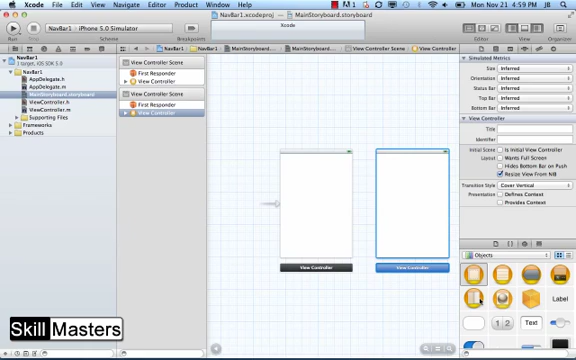 Xcode File Edit View Navigate Editor Product Window Help
Mon Nov 21 4:59 PM JB
NavBar1.xcodeproj — MainStoryboard.storyboard
Xcode
NavBar1 iPhone 5.0 Simulator
Run Stop Scheme Breakpoints Editor View Organizer
NavBar1 NavBar1 MainStoryboard... MainStoryboard... View Controller Scene View Controller
NavBar1
1 target, iOS SDK 5.0
NavBar1
AppDelegate.h
AppDelegate.m
MainStoryboard.storyboard
ViewController.h
ViewController.m
Supporting Files
Frameworks
Products
View Controller Scene
First Responder
View Controller
View Controller Scene
First Responder
View Controller
View Controller
View Controller
Simulated Metrics
Size Inferred
Orientation Inferred
Status Bar Inferred
Top Bar Inferred
Bottom Bar Inferred
View Controller
Title
Identifier
Initial Scene Is Initial View Controller
Layout Wants Full Screen
Hides Bottom Bar on Push
Resize View From NIB
Transition Style Cover Vertical
Presentation Defines Context
Provides Context
Objects
Label
1 2 Text
Skill Masters